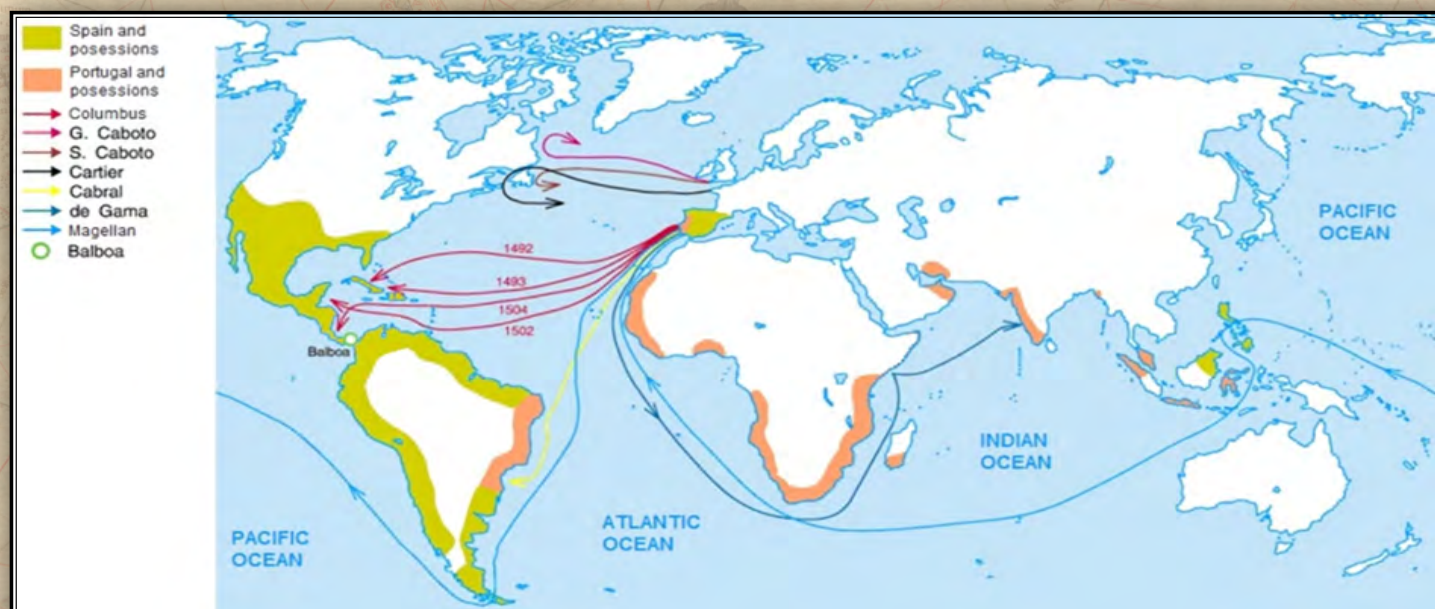 Spain and
posessions
Portugal and
posessions
Columbus
G. Caboto
S. Caboto
Cartier
Cabral
de Gama
Magellan
Balboa
1492
1493
1504
1502
Balboa
PACIFIC
OCEAN
ATLANTIC
OCEAN
INDIAN
OCEAN
PACIFIC
OCEAN